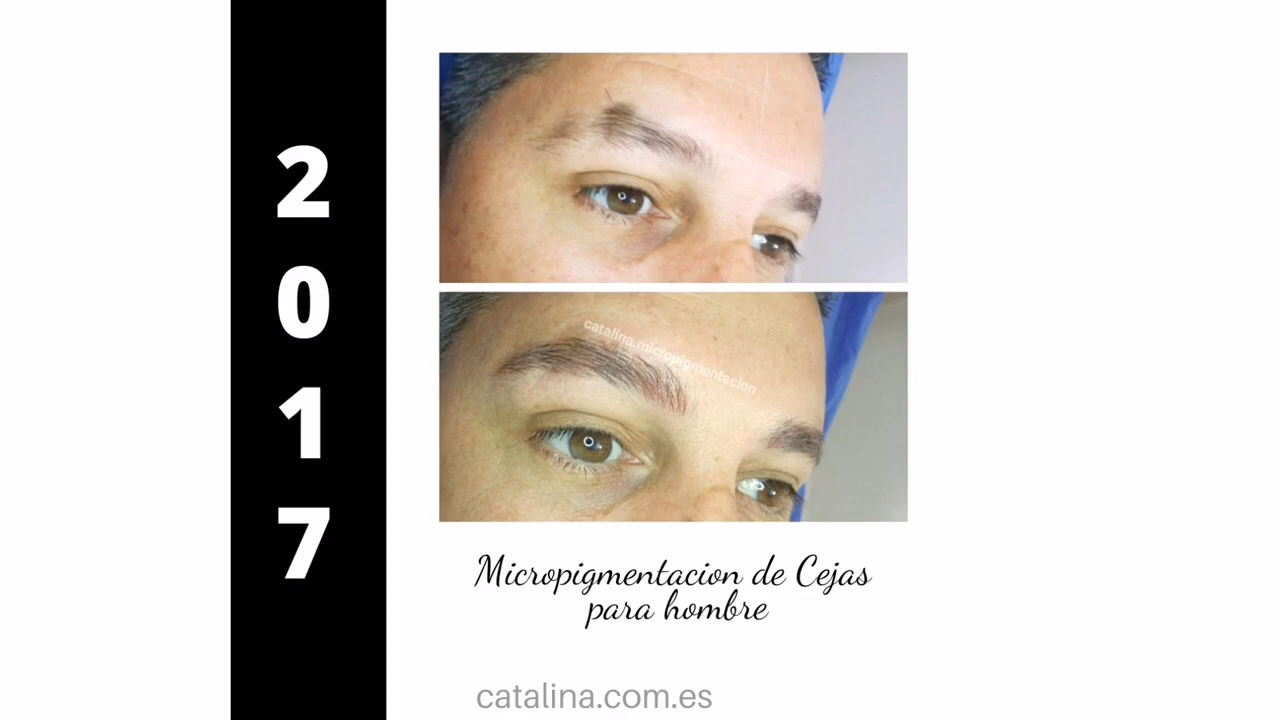 2
0
1
7
catalina.micropigmentacion
Micropigmentacion de Cejas
para hombre
catalina.com.es